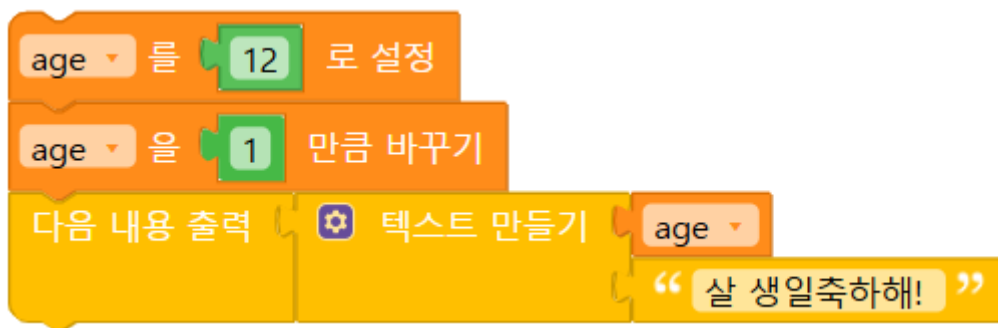 age 를 12 로 설정
age 을 1 만큼 바꾸기
다음 내용 출력 텍스트 만들기 age
“ 살 생일축하해! ”